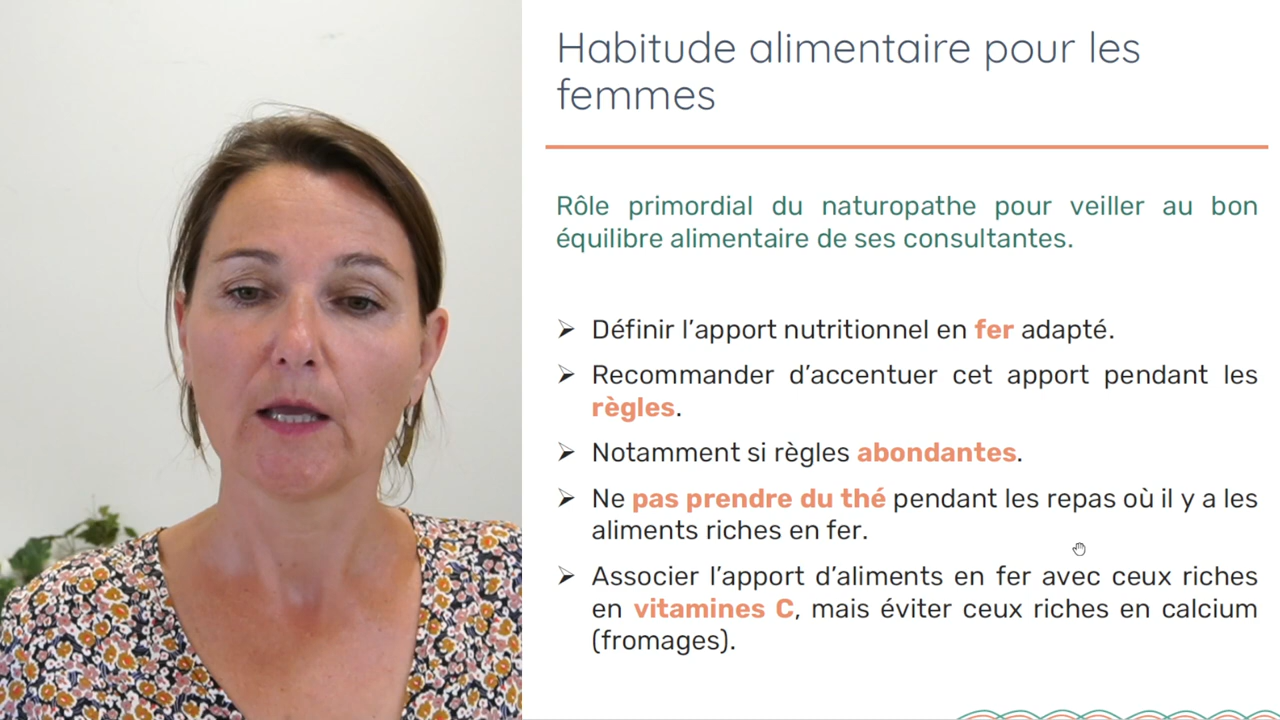 Habitude alimentaire pour les
femmes
Rôle primordial du naturopathe pour veiller au bon
équilibre alimentaire de ses consultantes.
➢ Définir l’apport nutritionnel en fer adapté.
➢ Recommander d’accentuer cet apport pendant les
règles.
➢ Notamment si règles abondantes.
➢ Ne pas prendre du thé pendant les repas où il y a les
aliments riches en fer.
➢ Associer l’apport d’aliments en fer avec ceux riches
en vitamines C, mais éviter ceux riches en calcium
(fromages).